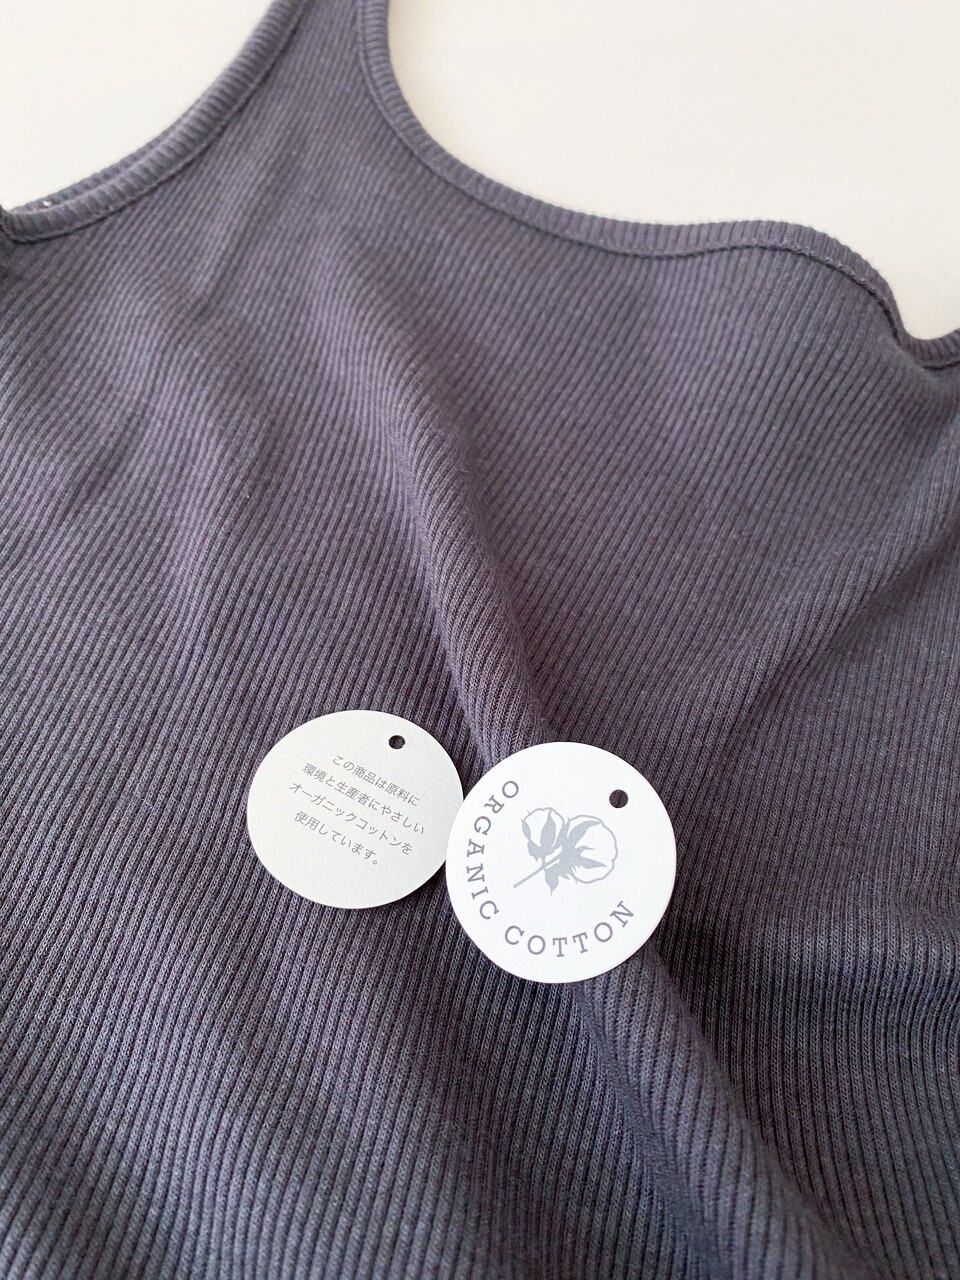 この商品は原料に
環境と生産者にやさしい
オーガニックコットンを
使用しています。
ORGANIC COTTON